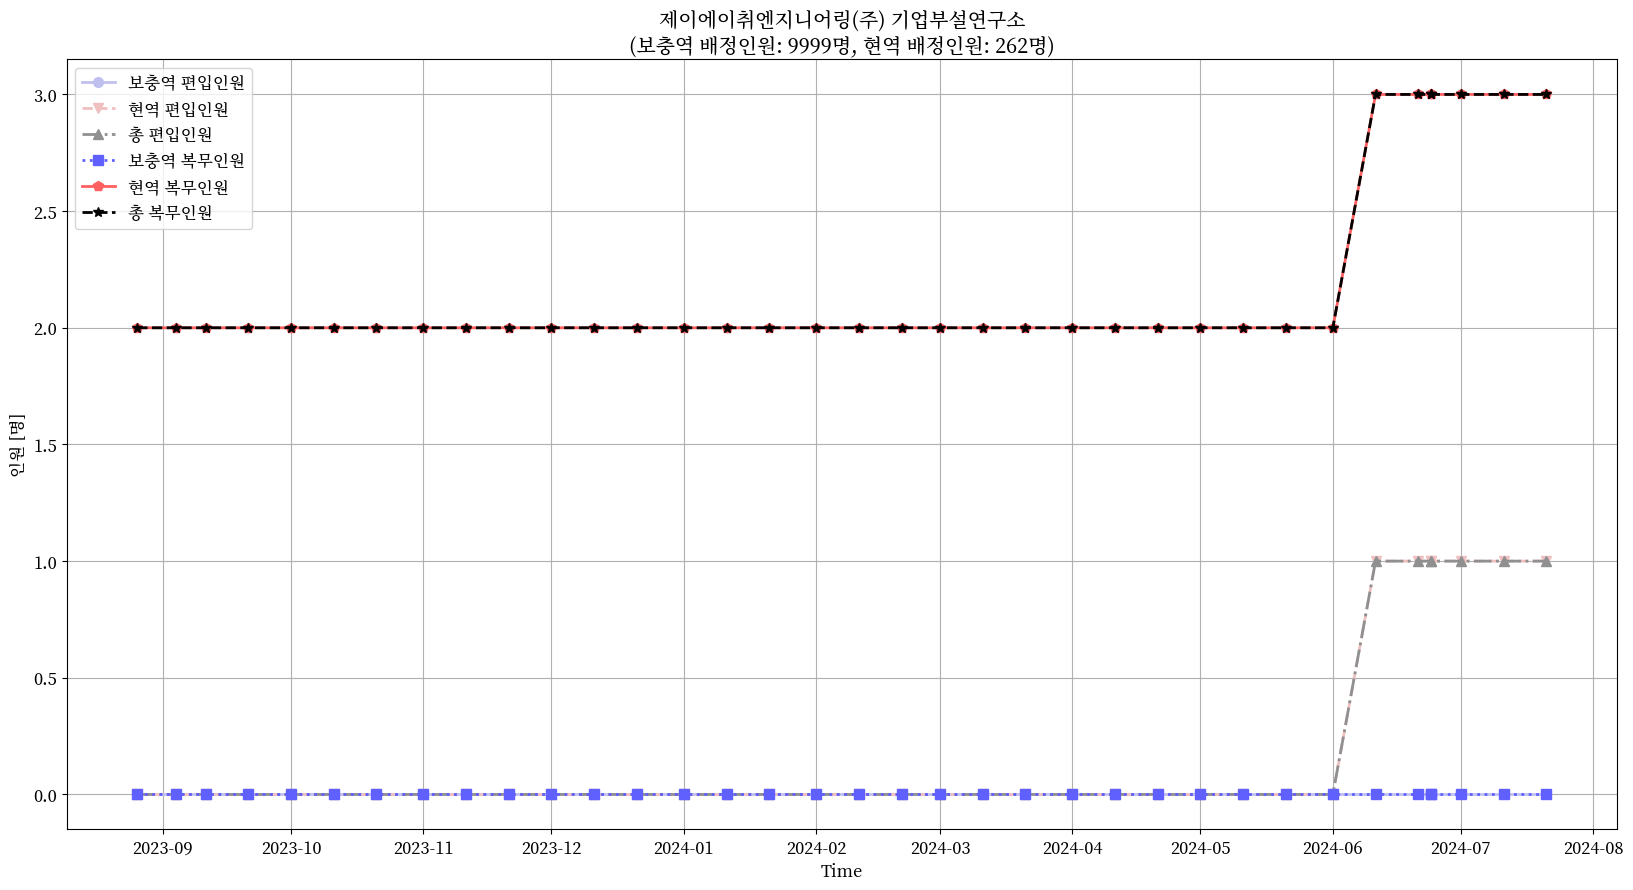 제이에이취엔지니어링(주) 기업부설연구소
(보충역 배정인원: 9999명, 현역 배정인원: 262명)
보충역 편입인원
현역 편입인원
총 편입인원
보충역 복무인원
현역 복무인원
총 복무인원
인원 [명]
3.0
2.5
2.0
1.5
1.0
0.5
0.0
2023-09
2023-10
2023-11
2023-12
2024-01
2024-02
2024-03
2024-04
2024-05
2024-06
2024-07
2024-08
Time